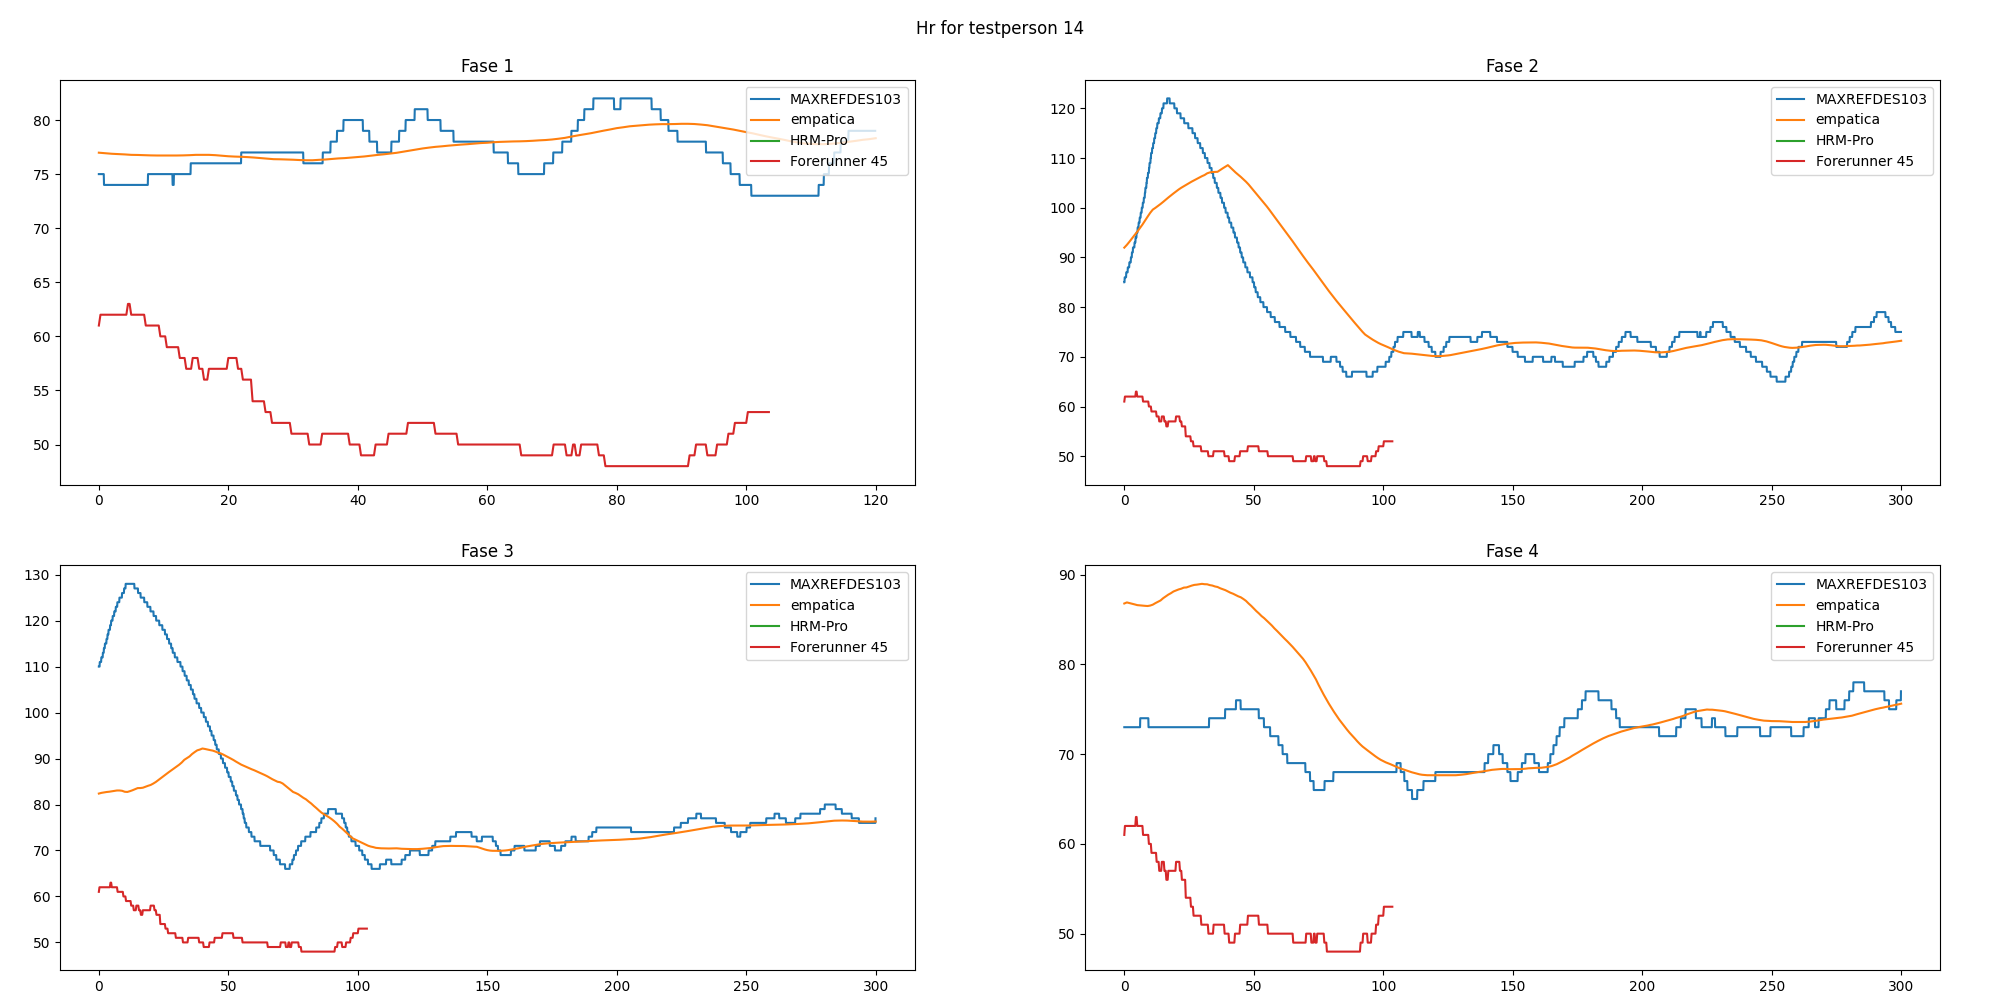 Hr for testperson 14
Fase 1
MAXREFDES103
empatica
HRM-Pro
Forerunner 45
80
75
70
65
60
55
50
0 20 40 60 80 100 120
Fase 2
MAXREFDES103
empatica
HRM-Pro
Forerunner 45
120
110
100
90
80
70
60
50
0 50 100 150 200 250 300
Fase 3
MAXREFDES103
empatica
HRM-Pro
Forerunner 45
130
120
110
100
90
80
70
60
50
0 50 100 150 200 250 300
Fase 4
MAXREFDES103
empatica
HRM-Pro
Forerunner 45
90
80
70
60
50
0 50 100 150 200 250 300